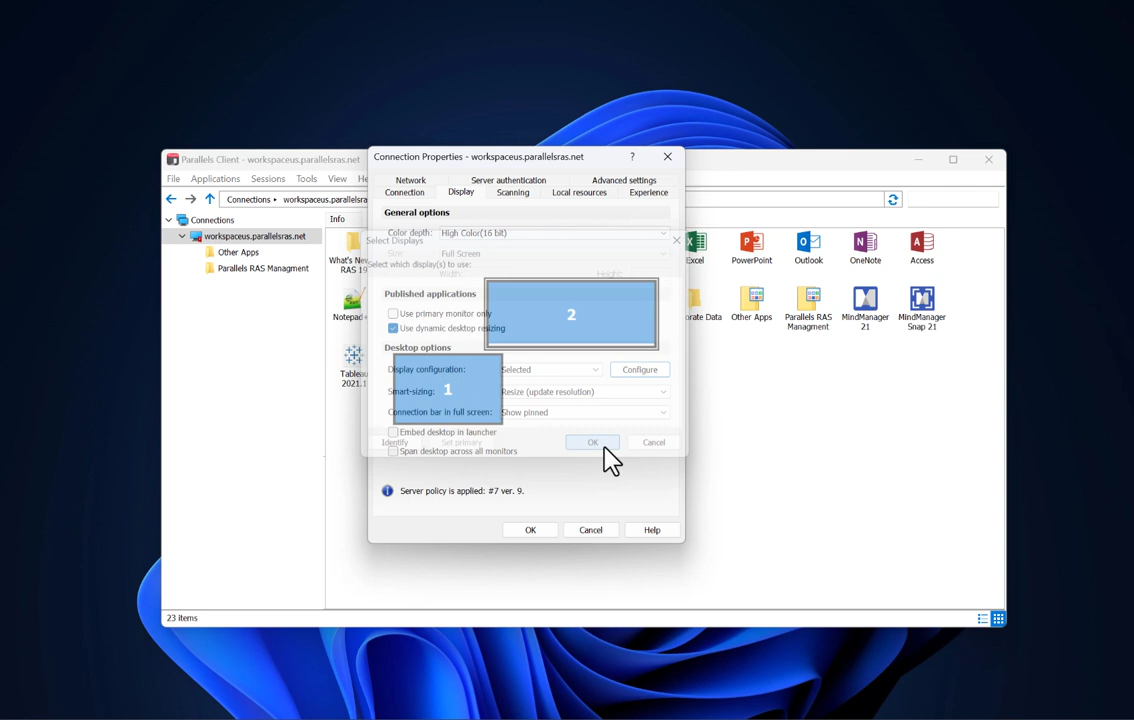 Parallels Client - workspaceus.parallelsras.net
File Applications Sessions Tools View He
Connections ▸ workspaceus.parallelsra
Connections
workspaceus.parallelsras.net
Other Apps
Parallels RAS Managment
Info
What's Ne
RAS 19
Notepad+
Tableau
2021.1
Connection Properties - workspaceus.parallelsras.net
?
Network Server authentication Advanced settings
Connection Display Scanning Local resources Experience
General options
Color depth: High Color(16 bit)
Select Displays
Size: Full Screen
Select which display(s) to use:
Width: Height:
Published applications
Use primary monitor only
2
Use dynamic desktop resizing
Desktop options
Display configuration: Selected Configure
Smart-sizing: 1 Resize (update resolution)
Connection bar in full screen: Show pinned
Embed desktop in launcher
Identify Set primary OK Cancel
Span desktop across all monitors
Server policy is applied: #7 ver. 9.
OK Cancel Help
Excel PowerPoint Outlook OneNote Access
orate Data Other Apps Parallels RAS
Managment MindManager
21 MindManager
Snap 21
23 items